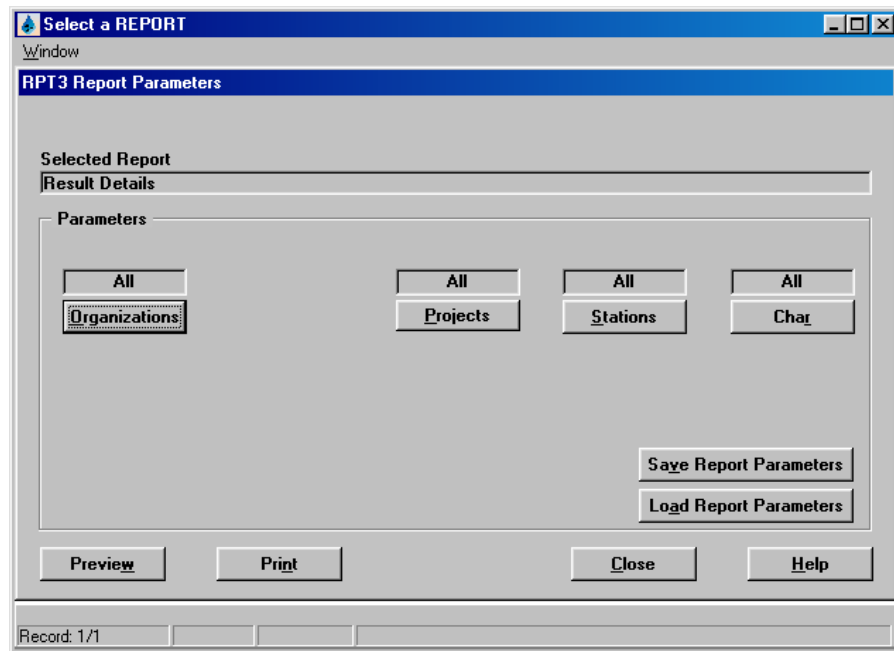 Select a REPORT
Window
RPT3 Report Parameters
Selected Report
Result Details
Parameters
All All All All
Organizations Projects Stations Char
Save Report Parameters
Load Report Parameters
Preview Print Close Help
Record: 1/1